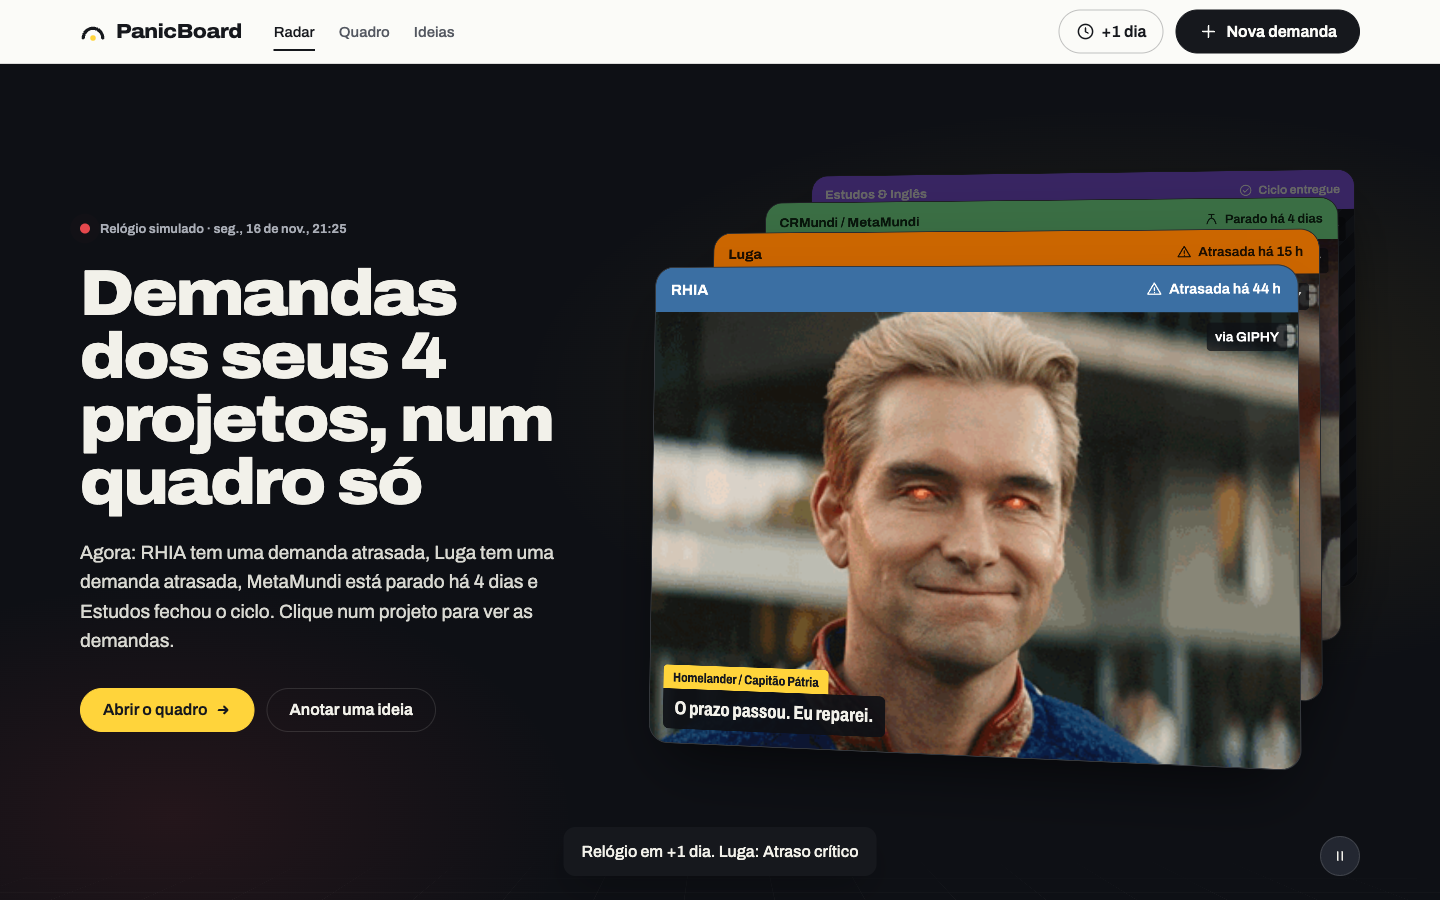 PanicBoard
Radar
Quadro
Ideias
+1 dia
Nova demanda
Relógio simulado · seg., 16 de nov., 21:25
Demandas
dos seus 4
projetos, num
quadro só
Agora: RHIA tem uma demanda atrasada, Luga tem uma
demanda atrasada, MetaMundi está parado há 4 dias e
Estudos fechou o ciclo. Clique num projeto para ver as
demandas.
Abrir o quadro
Anotar uma ideia
Estudos & Inglês
Ciclo entregue
CRMundi / MetaMundi
Parado há 4 dias
Luga
Atrasada há 15 h
RHIA
Atrasada há 44 h
via GIPHY
Homelander / Capitão Pátria
O prazo passou. Eu reparei.
Relógio em +1 dia. Luga: Atraso crítico